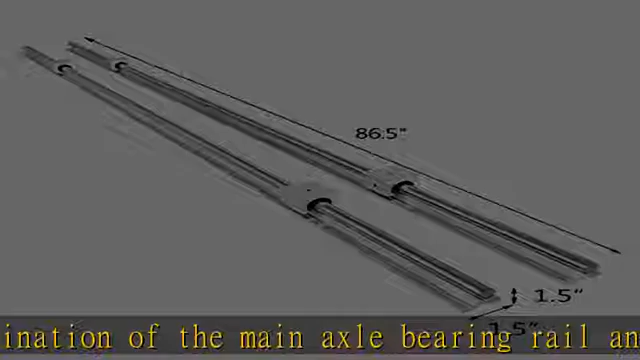 86.5"
1.5"
1.5"
ination of the main axle bearing rail an